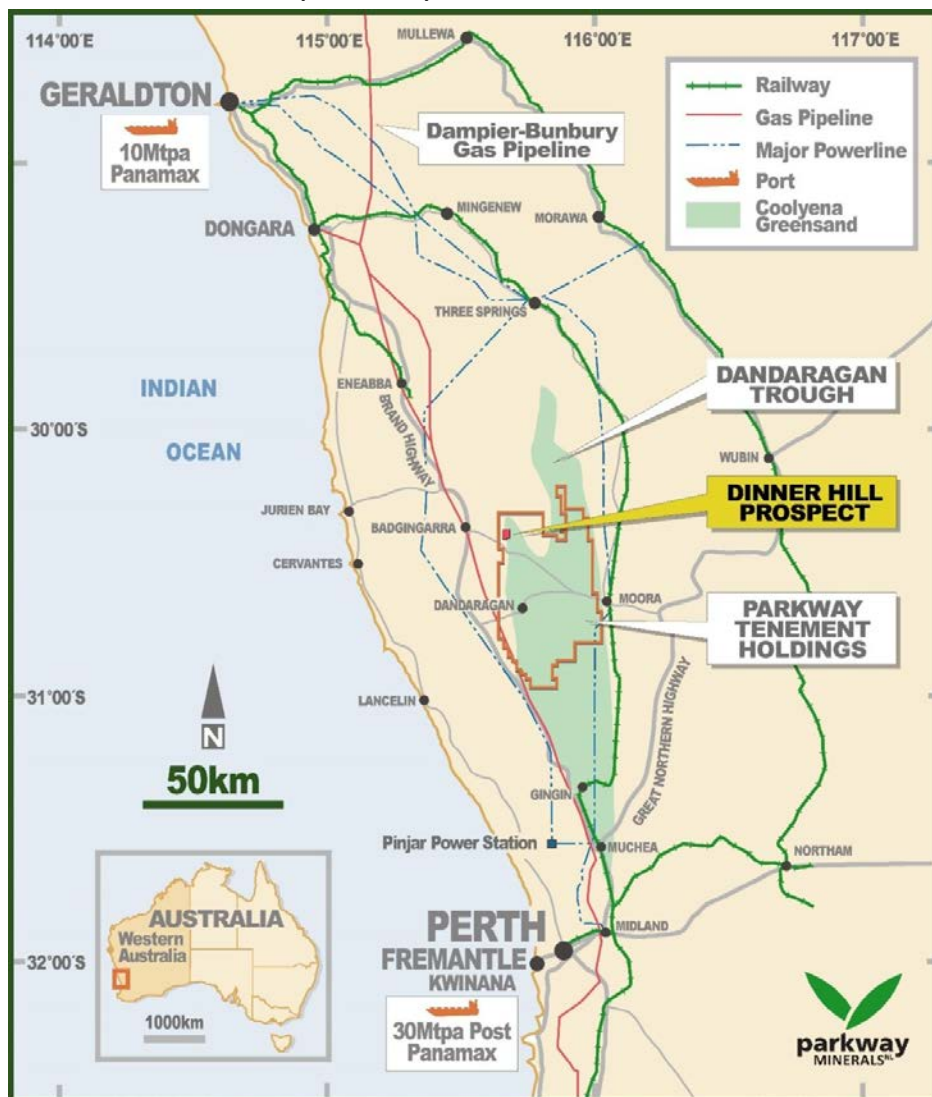 114°00'E
115°00'E
116°00'E
117°00'E
MULLEWA
GERALDTON
10Mtpa
Panamax
Dampier-Bunbury
Gas Pipeline
Railway
Gas Pipeline
Major Powerline
Port
Coolyena
Greensand
DONGARA
MINGENEW
MORAWA
THREE SPRINGS
ENEABBA
BRAND HIGHWAY
INDIAN
OCEAN
30°00'S
DANDARAGAN
TROUGH
WUBIN
DINNER HILL
PROSPECT
JURIEN BAY
BADGINGARRA
CERVANTES
DANDARAGAN
MOORA
PARKWAY
TENEMENT
HOLDINGS
31°00'S
LANCELIN
N
50km
GREAT NORTHERN HIGHWAY
GINGIN
Pinjar Power Station
MUCHEA
NORTHAM
AUSTRALIA
Western
Australia
1000km
PERTH
MIDLAND
FREMANTLE
KWINANA
32°00'S
30Mtpa Post
Panamax
parkway
MINERALS NL